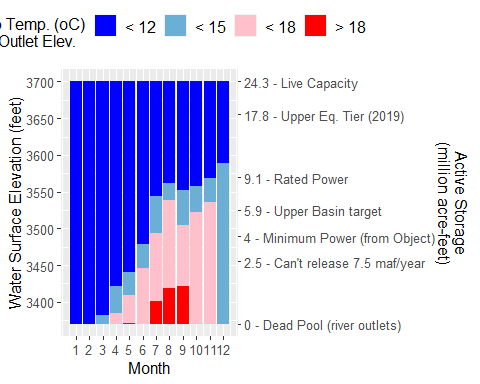 Temp. (oC)
Outlet Elev.
< 12
< 15
< 18
> 18
Water Surface Elevation (feet)
3700
3650
3600
3550
3500
3450
3400
24.3 - Live Capacity
17.8 - Upper Eq. Tier (2019)
9.1 - Rated Power
5.9 - Upper Basin target
4 - Minimum Power (from Object)
2.5 - Can't release 7.5 maf/year
0 - Dead Pool (river outlets)
Active Storage
(million acre-feet)
1 2 3 4 5 6 7 8 9 10 11 12
Month